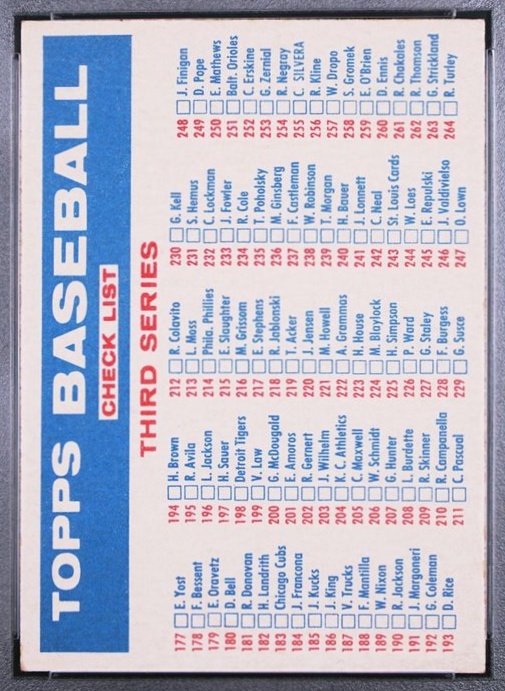 TOPPS BASEBALL
CHECK LIST
THIRD SERIES
177 E. Yost
178 F. Bessent
179 E. Oravetz
180 D. Bell
181 R. Donovan
182 H. Landrith
183 Chicago Cubs
184 J. Francona
185 J. Kucks
186 J. King
187 V. Trucks
188 F. Mantilla
189 W. Nixon
190 R. Jackson
191 J. Margoneri
192 G. Coleman
193 D. Rice
194 H. Brown
195 R. Avila
196 L. Jackson
197 H. Sauer
198 Detroit Tigers
199 V. Law
200 G. McDougald
201 E. Amoros
202 R. Gernert
203 J. Wilhelm
204 K. C. Athletics
205 C. Maxwell
206 W. Schmidt
207 G. Hunter
208 L. Burdette
209 R. Skinner
210 R. Campanella
211 C. Pascual
212 R. Colavito
213 L. Moss
214 Phila. Phillies
215 E. Slaughter
216 M. Grissom
217 E. Stephens
218 R. Jablonski
219 T. Acker
220 J. Jensen
221 M. Howell
222 A. Grammas
223 H. House
224 M. Blaylock
225 H. Simpson
226 P. Ward
227 G. Staley
228 F. Burgess
229 G. Susce
230 G. Kell
231 S. Hemus
232 C. Lockman
233 J. Fowler
234 R. Cole
235 T. Poholsky
236 M. Ginsberg
237 F. Castleman
238 W. Robinson
239 T. Morgan
240 H. Bauer
241 J. Lonnett
242 C. Neal
243 St. Louis Cards
244 W. Loes
245 E. Repulski
246 J. Valdivielso
247 O. Lown
248 J. Finigan
249 D. Pope
250 E. Mathews
251 Balt. Orioles
252 C. Erskine
253 G. Zernial
254 R. Negray
255 C. SILVERA
256 R. Kline
257 W. Dropo
258 S. Gromek
259 E. O'Brien
260 D. Ennis
261 R. Chakales
262 R. Thomson
263 G. Strickland
264 R. Turley